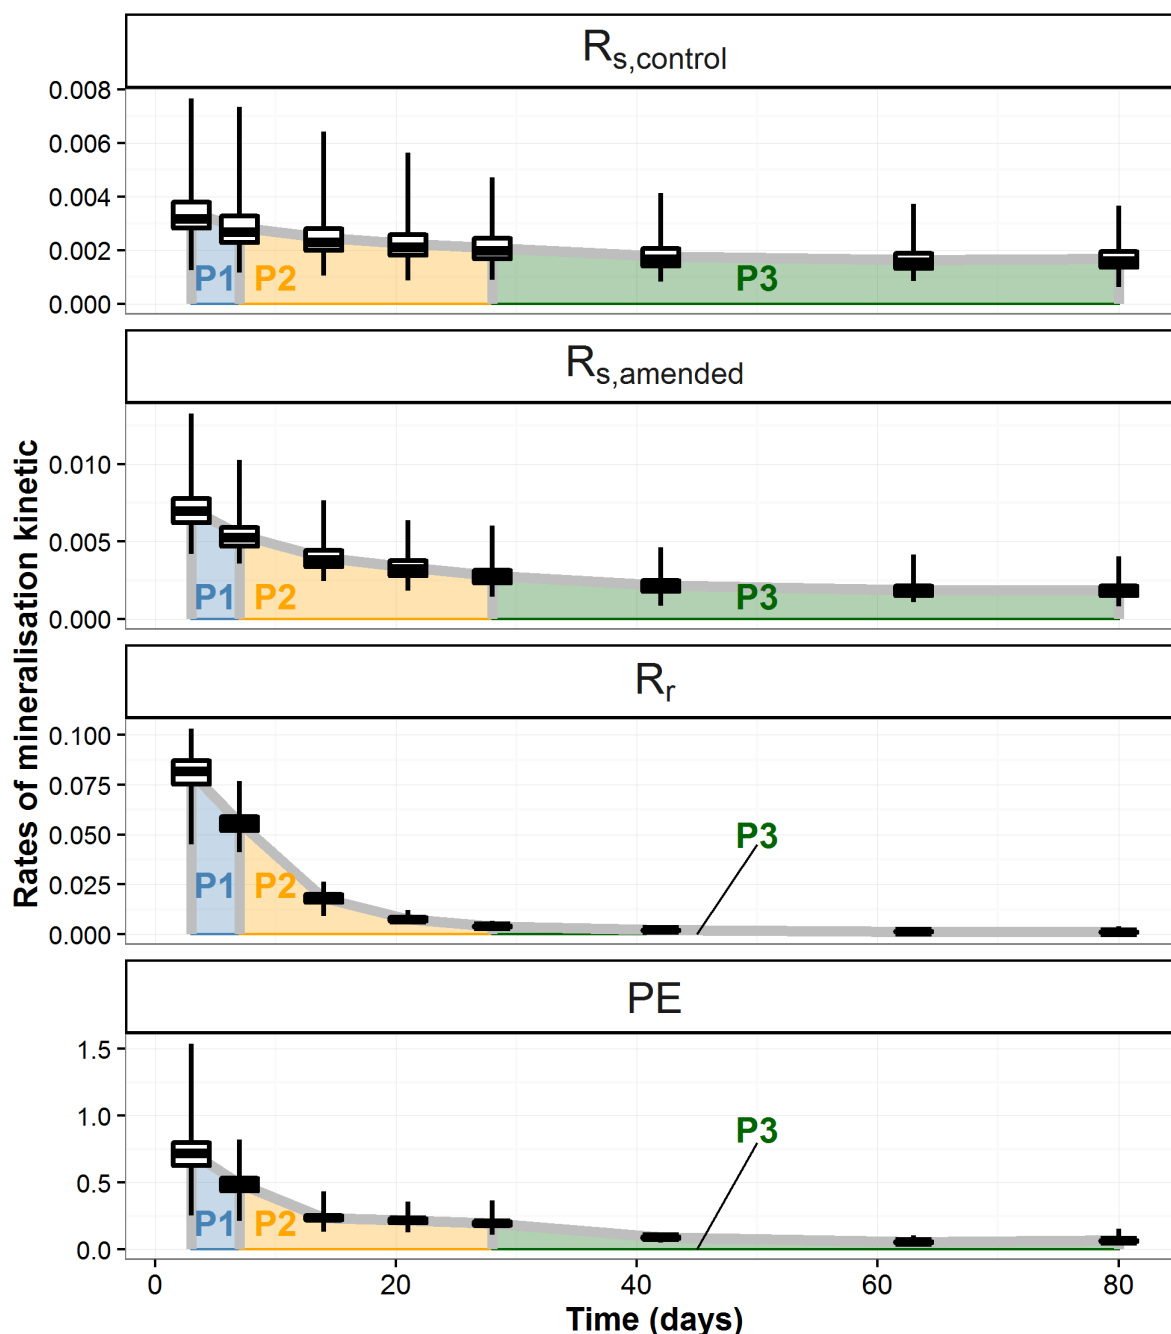 R_s,control
0.008
0.006
0.004
0.002
0.000
P1 P2 P3
R_s,amended
0.010
0.005
0.000
P1 P2 P3
R_r
0.100
0.075
0.050
0.025
0.000
P3
P1 P2
PE
1.5
1.0
0.5
0.0
P3
P1 P2
0 20 40 60 80
Time (days)
Rates of mineralisation kinetic